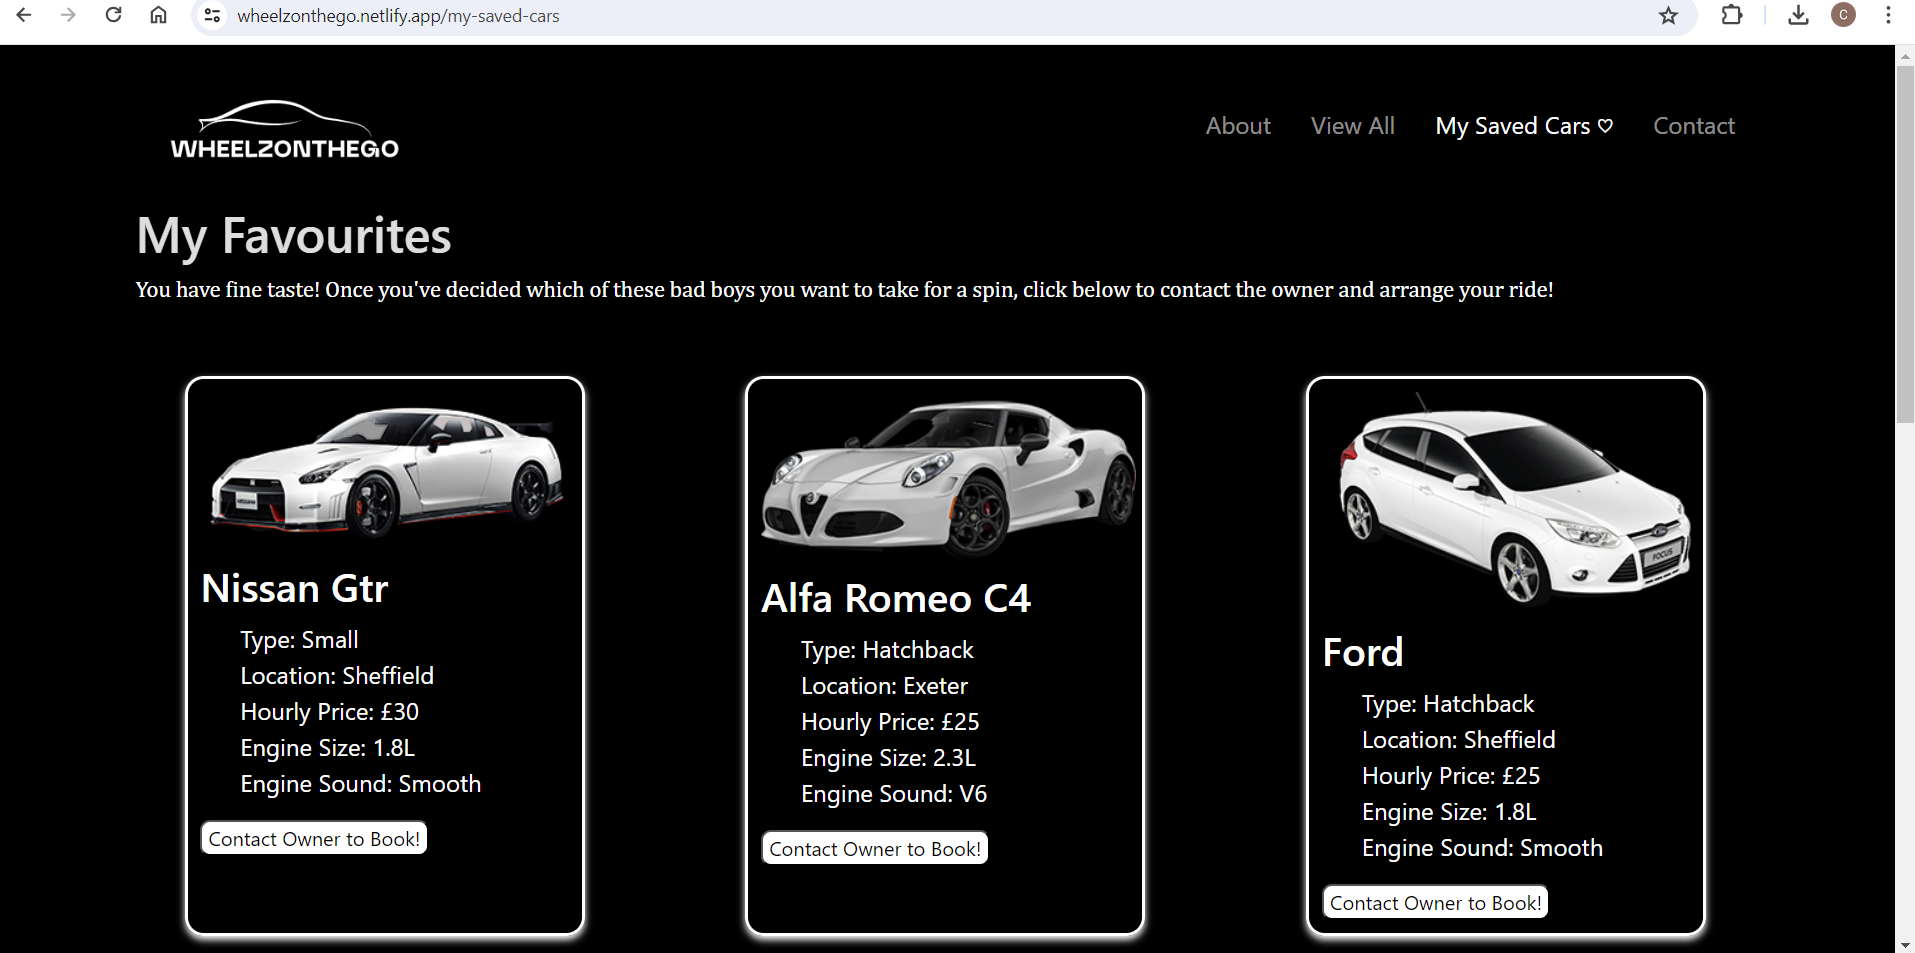 wheelzonthego.netlify.app/my-saved-cars
C
WHEELZONTHEGO
About
View All
My Saved Cars ♡
Contact
My Favourites
You have fine taste! Once you've decided which of these bad boys you want to take for a spin, click below to contact the owner and arrange your ride!
Nissan Gtr
Type: Small
Location: Sheffield
Hourly Price: £30
Engine Size: 1.8L
Engine Sound: Smooth
Contact Owner to Book!
Alfa Romeo C4
Type: Hatchback
Location: Exeter
Hourly Price: £25
Engine Size: 2.3L
Engine Sound: V6
Contact Owner to Book!
FOCUS
Ford
Type: Hatchback
Location: Sheffield
Hourly Price: £25
Engine Size: 1.8L
Engine Sound: Smooth
Contact Owner to Book!